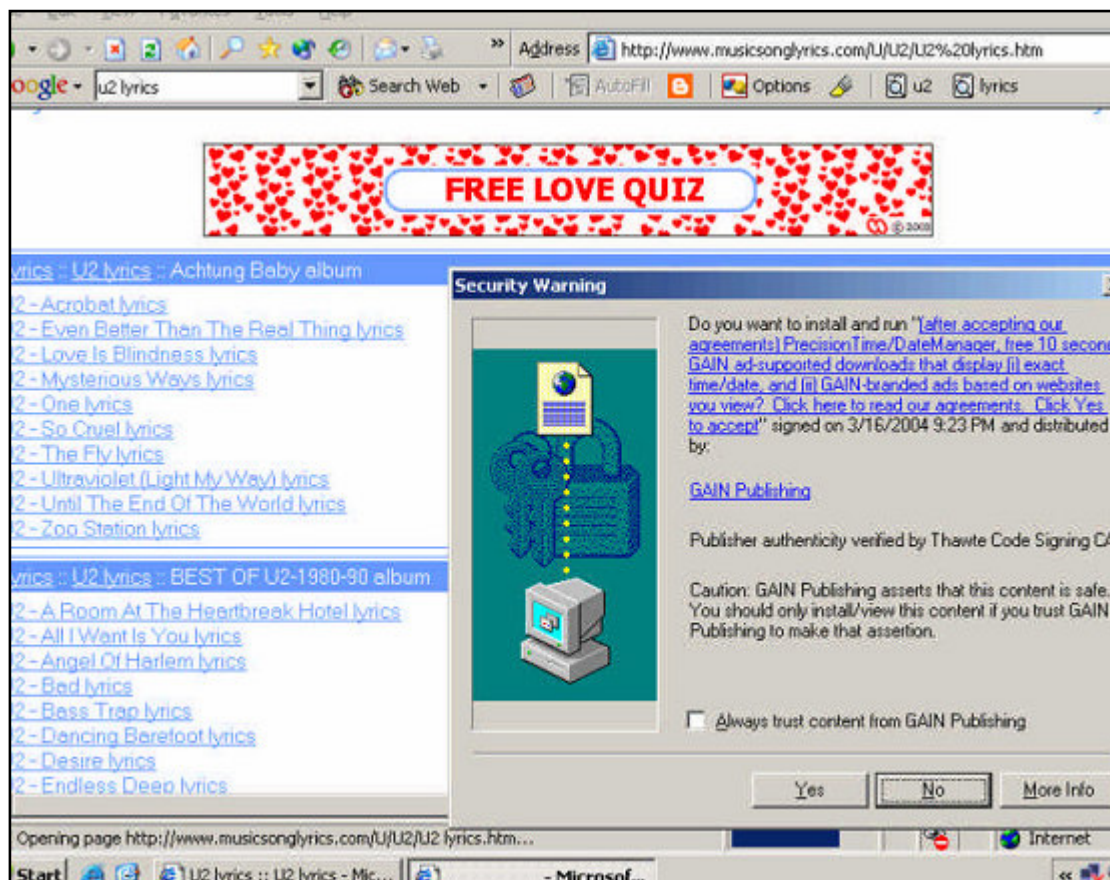 Address http://www.musicsonglyrics.com/U/U2/U2%20lyrics.htm
oogle u2 lyrics Search Web AutoFill Options u2 lyrics
FREE LOVE QUIZ
© 2003
yrics :: U2 lyrics :: Achtung Baby album
2 - Acrobat lyrics
2 - Even Better Than The Real Thing lyrics
2 - Love Is Blindness lyrics
2 - Mysterious Ways lyrics
2 - One lyrics
2 - So Cruel lyrics
2 - The Fly lyrics
2 - Ultraviolet (Light My Way) lyrics
2 - Until The End Of The World lyrics
2 - Zoo Station lyrics
yrics :: U2 lyrics :: BEST OF U2-1980-90 album
2 - A Room At The Heartbreak Hotel lyrics
2 - All I Want Is You lyrics
2 - Angel Of Harlem lyrics
2 - Bad lyrics
2 - Bass Trap lyrics
2 - Dancing Barefoot lyrics
2 - Desire lyrics
2 - Endless Deep lyrics
Security Warning
Do you want to install and run "[after accepting our
agreements] PrecisionTime/DateManager, free 10 second
GAIN ad-supported downloads that display (i) exact
time/date, and (ii) GAIN-branded ads based on websites
you view? Click here to read our agreements. Click Yes
to accept" signed on 3/16/2004 9:23 PM and distributed
by:
GAIN Publishing
Publisher authenticity verified by Thawte Code Signing CA
Caution: GAIN Publishing asserts that this content is safe.
You should only install/view this content if you trust GAIN
Publishing to make that assertion.
Always trust content from GAIN Publishing
Yes No More Info
Opening page http://www.musicsonglyrics.com/U/U2/U2 lyrics.htm... Internet
Start U2 lyrics :: U2 lyrics - Mic... - Microsof...